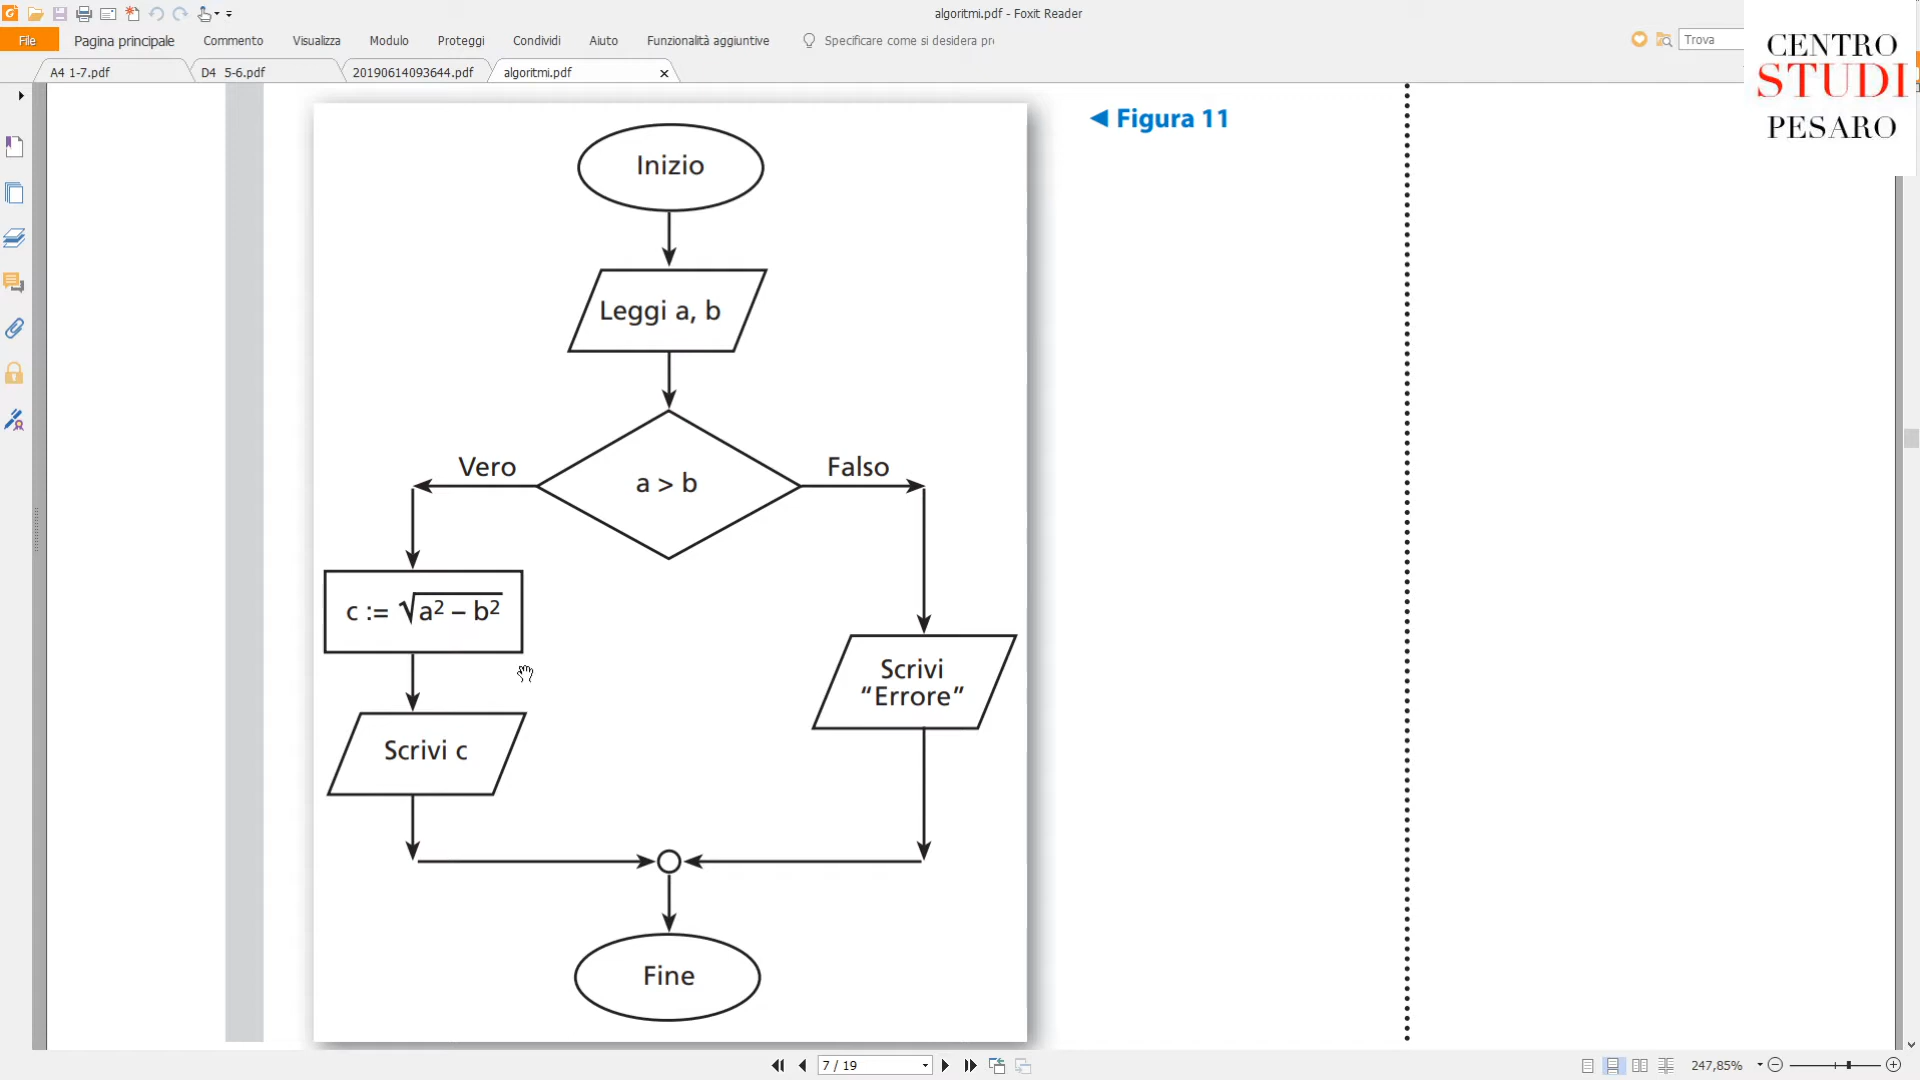 algoritmi.pdf - Foxit Reader
File
Pagina principale
Commento
Visualizza
Modulo
Proteggi
Condividi
Aiuto
Funzionalità aggiuntive
Specificare come si desidera pr
Trova
A4 1-7.pdf
D4 5-6.pdf
20190614093644.pdf
algoritmi.pdf
CENTRO
STUDI
PESARO
◄ Figura 11
Inizio
Leggi a, b
Vero
a > b
Falso
c := √a² – b²
Scrivi
“Errore”
Scrivi c
Fine
7 / 19
247,85%